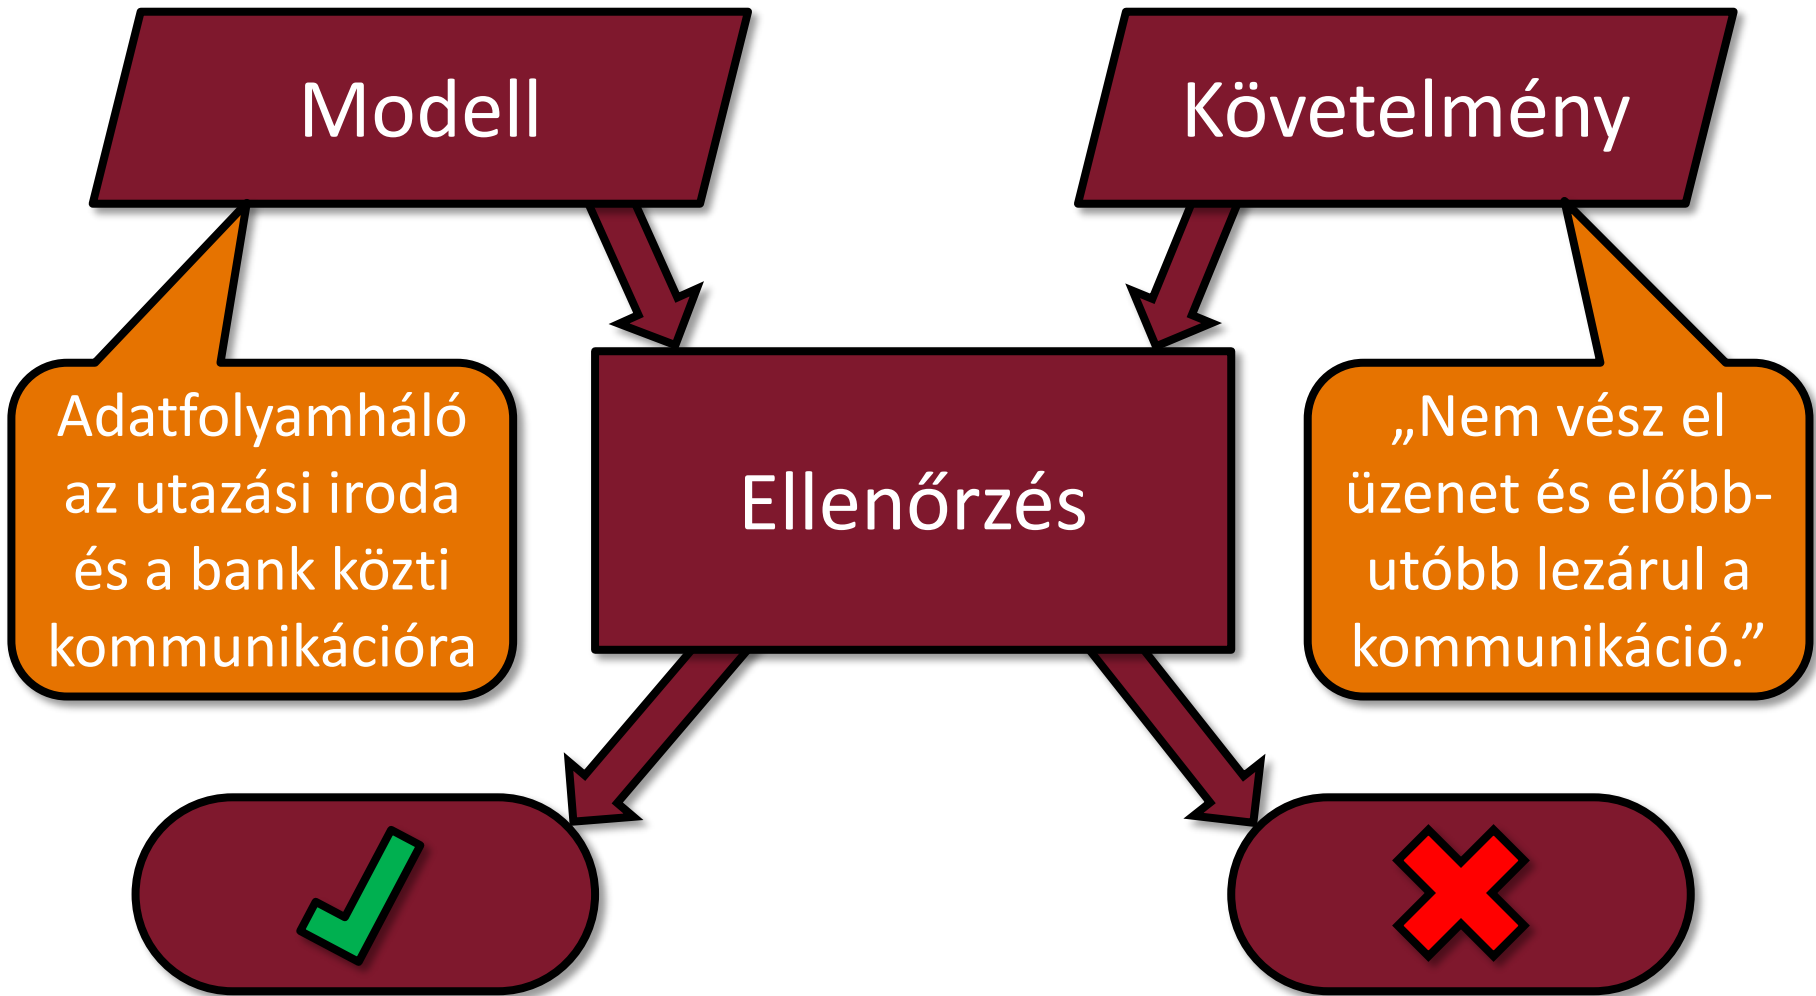 Modell
Követelmény
Adatfolyamháló
az utazási iroda
és a bank közti
kommunikációra
Ellenőrzés
„Nem vész el
üzenet és előbb-
utóbb lezárul a
kommunikáció.”